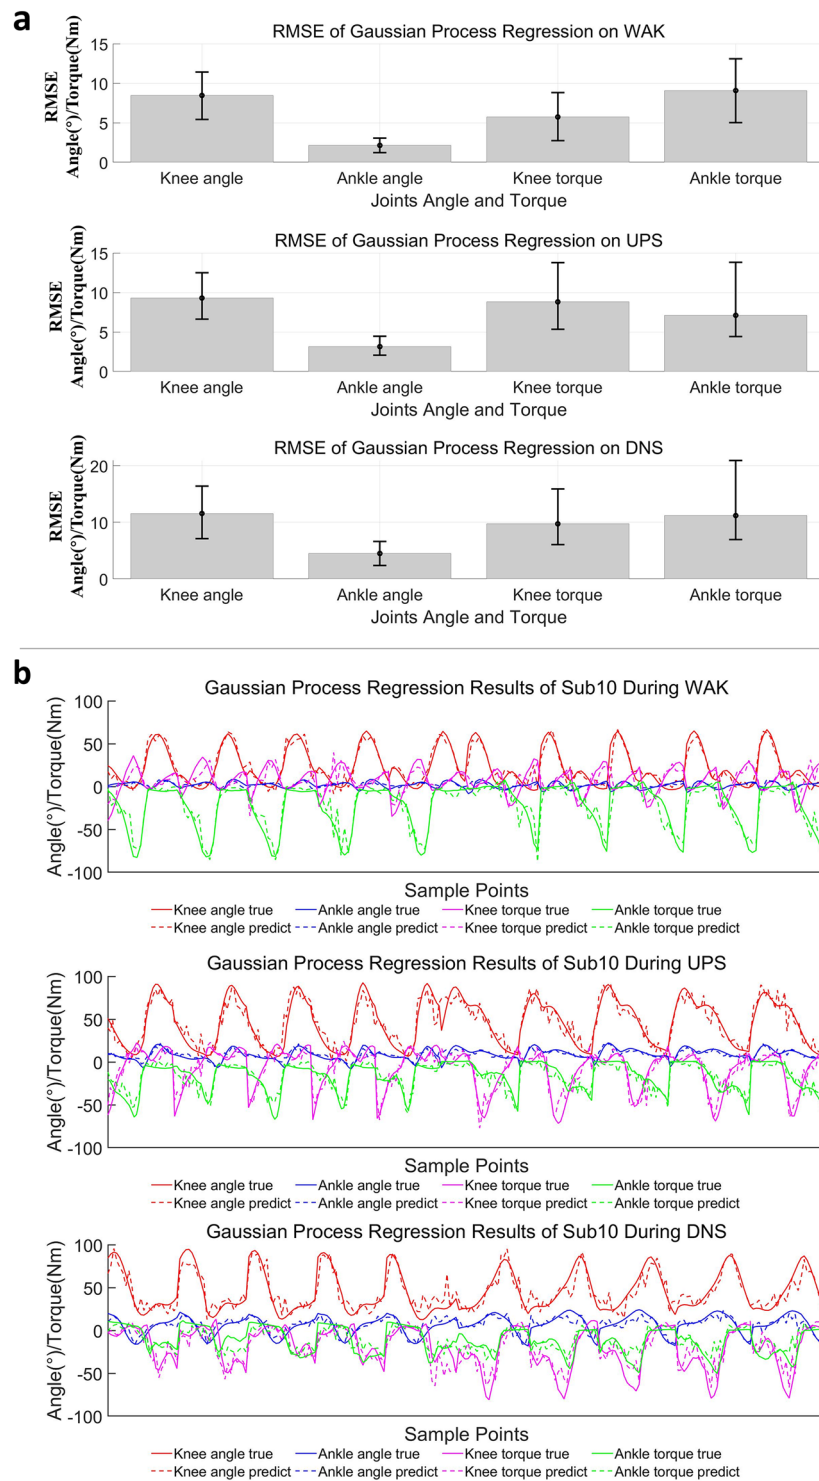 a
RMSE of Gaussian Process Regression on WAK
RMSE
Angle(°)/Torque(Nm)
15
10
5
0
Knee angle Ankle angle Knee torque Ankle torque
Joints Angle and Torque
RMSE of Gaussian Process Regression on UPS
RMSE
Angle(°)/Torque(Nm)
15
10
5
0
Knee angle Ankle angle Knee torque Ankle torque
Joints Angle and Torque
RMSE of Gaussian Process Regression on DNS
RMSE
Angle(°)/Torque(Nm)
20
10
0
Knee angle Ankle angle Knee torque Ankle torque
Joints Angle and Torque
b
Gaussian Process Regression Results of Sub10 During WAK
Angle(°)/Torque(Nm)
100
50
0
-50
-100
Sample Points
Knee angle true Ankle angle true Knee torque true Ankle torque true
Knee angle predict Ankle angle predict Knee torque predict Ankle torque predict
Gaussian Process Regression Results of Sub10 During UPS
Angle(°)/Torque(Nm)
100
50
0
-50
-100
Sample Points
Knee angle true Ankle angle true Knee torque true Ankle torque true
Knee angle predict Ankle angle predict Knee torque predict Ankle torque predict
Gaussian Process Regression Results of Sub10 During DNS
Angle(°)/Torque(Nm)
100
50
0
-50
-100
Sample Points
Knee angle true Ankle angle true Knee torque true Ankle torque true
Knee angle predict Ankle angle predict Knee torque predict Ankle torque predict